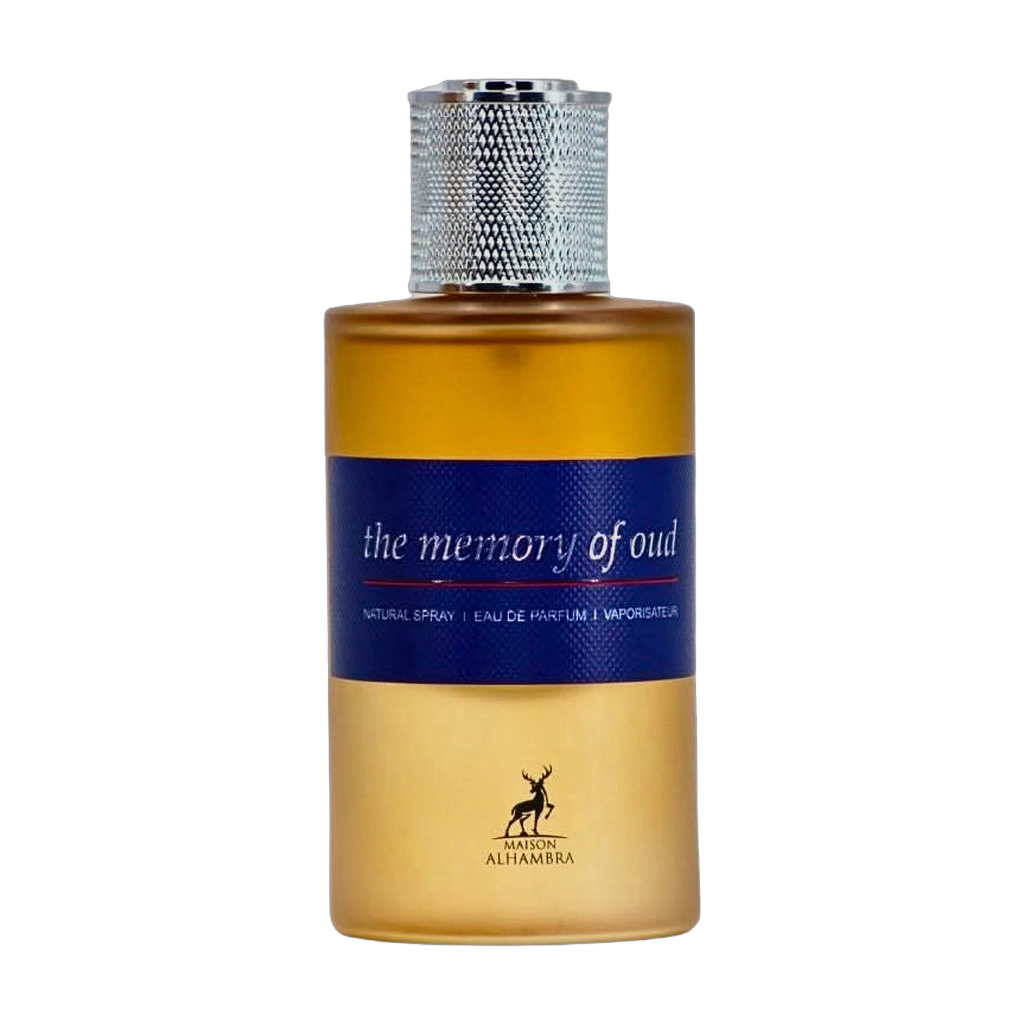 the memory of oud
NATURAL SPRAY | EAU DE PARFUM | VAPORISATEUR
MAISON
ALHAMBRA